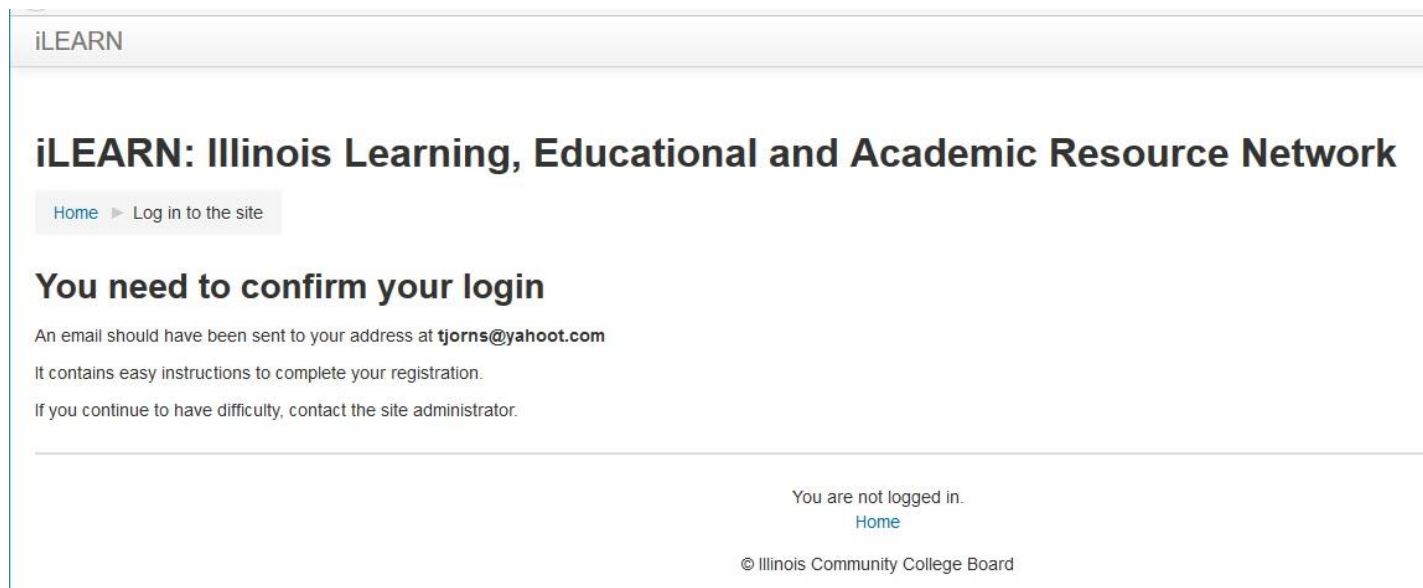 iLEARN
iLEARN: Illinois Learning, Educational and Academic Resource Network
Home ► Log in to the site
You need to confirm your login
An email should have been sent to your address at tjorns@yahoot.com
It contains easy instructions to complete your registration.
If you continue to have difficulty, contact the site administrator.
You are not logged in.
Home
© Illinois Community College Board